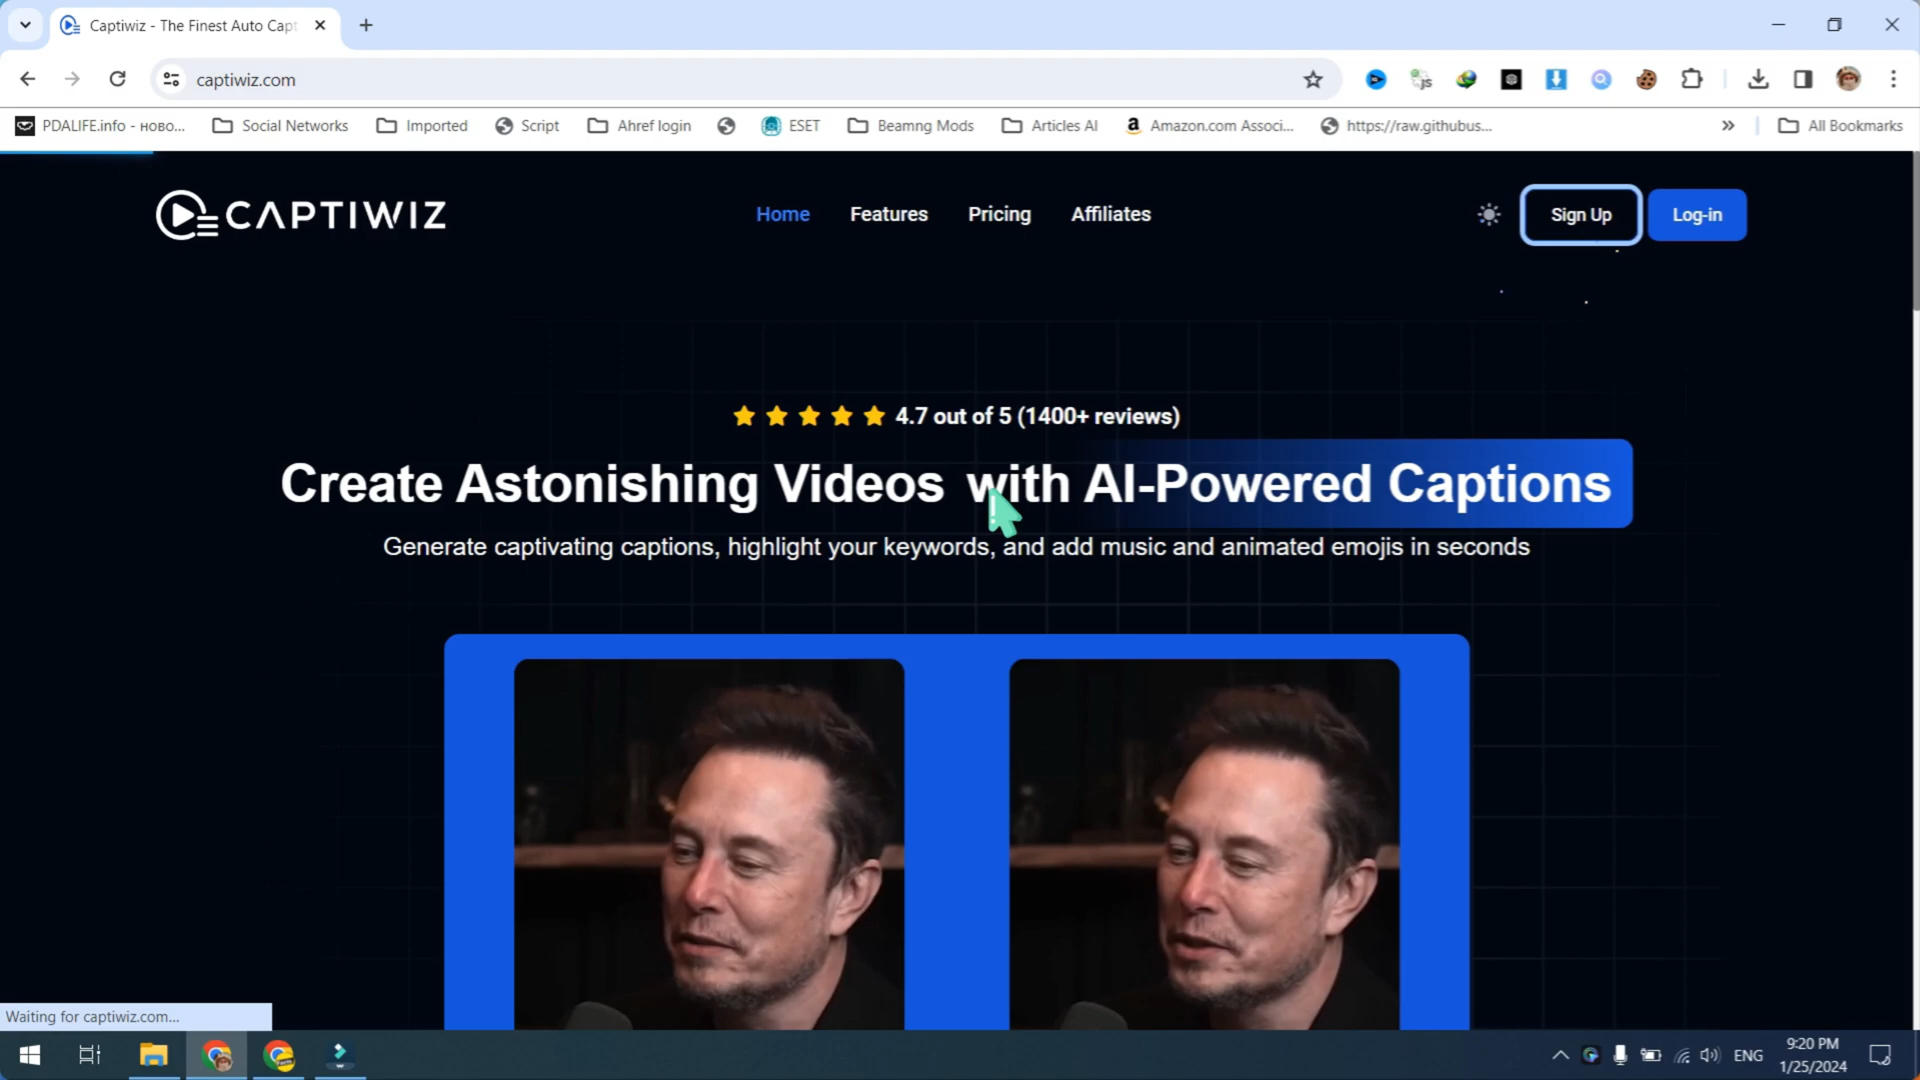 Captiwiz - The Finest Auto Capt
captiwiz.com
PDALIFE.info - ново...
Social Networks
Imported
Script
Ahref login
ESET
Beamng Mods
Articles AI
Amazon.com Associ...
https://raw.githubus...
»
All Bookmarks
CAPTIWIZ
Home
Features
Pricing
Affiliates
Sign Up
Log-in
4.7 out of 5 (1400+ reviews)
Create Astonishing Videos with AI-Powered Captions
Generate captivating captions, highlight your keywords, and add music and animated emojis in seconds
Waiting for captiwiz.com...
ENG
9:20 PM
1/25/2024